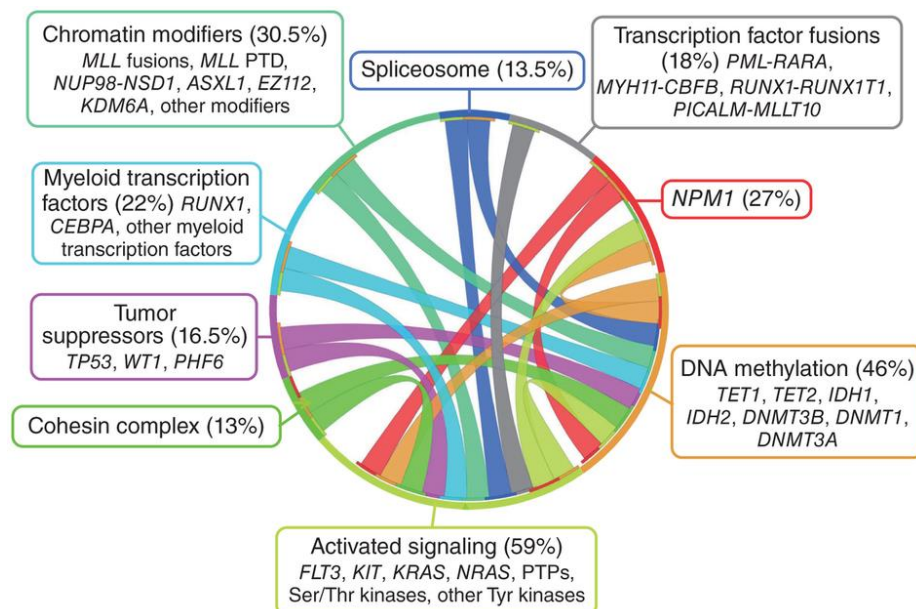 Chromatin modifiers (30.5%)
MLL fusions, MLL PTD,
NUP98-NSD1, ASXL1, EZ112,
KDM6A, other modifiers
Spliceosome (13.5%)
Transcription factor fusions
(18%) PML-RARA,
MYH11-CBFB, RUNX1-RUNX1T1,
PICALM-MLLT10
Myeloid transcription
factors (22%) RUNX1,
CEBPA, other myeloid
transcription factors
NPM1 (27%)
Tumor
suppressors (16.5%)
TP53, WT1, PHF6
DNA methylation (46%)
TET1, TET2, IDH1,
IDH2, DNMT3B, DNMT1,
DNMT3A
Cohesin complex (13%)
Activated signaling (59%)
FLT3, KIT, KRAS, NRAS, PTPs,
Ser/Thr kinases, other Tyr kinases